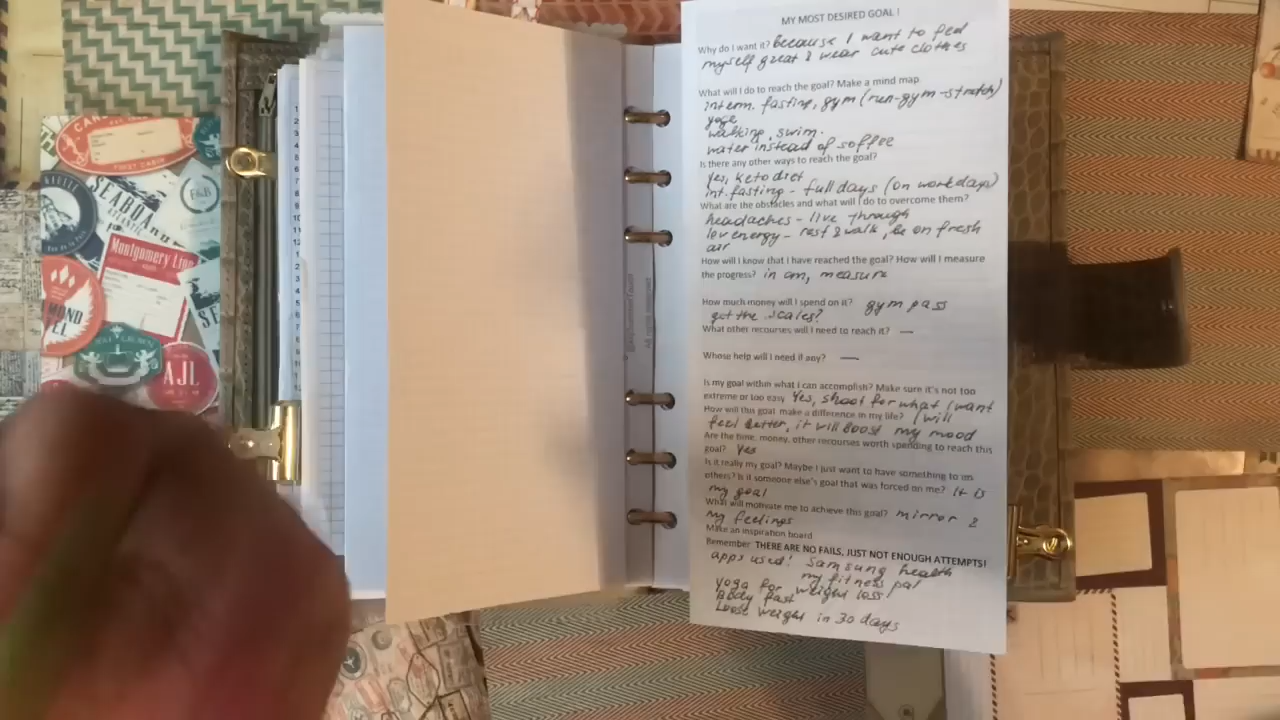 MY MOST DESIRED GOAL !
Why do I want it? Because I want to feel
myself great & wear cute clothes
What will I do to reach the goal? Make a mind map.
interm. fasting, gym (run-gym-stretch)
yoga
walking, swim.
water instead of soffee
Is there any other ways to reach the goal?
yes, keto diet
int. fasting - full days (on workdays)
What are the obstacles and what will I do to overcome them?
headaches - live through
low energy - rest & walk, be on fresh
air
How will I know that I have reached the goal? How will I measure
the progress? in cm, measure
How much money will I spend on it? gym pass
got the scales?
What other recourses will I need to reach it? —
Whose help will I need if any? —
Is my goal within what I can accomplish? Make sure it's not too
extreme or too easy Yes, shoot for what I want
How will this goal make a difference in my life? I will
feel better, it will boost my mood
Are the time, money, other recourses worth spending to reach this
goal? Yes
Is it really my goal? Maybe I just want to have something to
others? Is it someone else's goal that was forced on me? It is
my goal
What will motivate me to achieve this goal? mirror &
my feelings
Make an inspiration board
Remember THERE ARE NO FAILS, JUST NOT ENOUGH ATTEMPTS!
apps used: Samsung health
my fitness pal
Yoga for weight loss
Body fast
Loose weight in 30 days
FIRST CABIN
SEABOARD
F&B
Montgomery
AJL